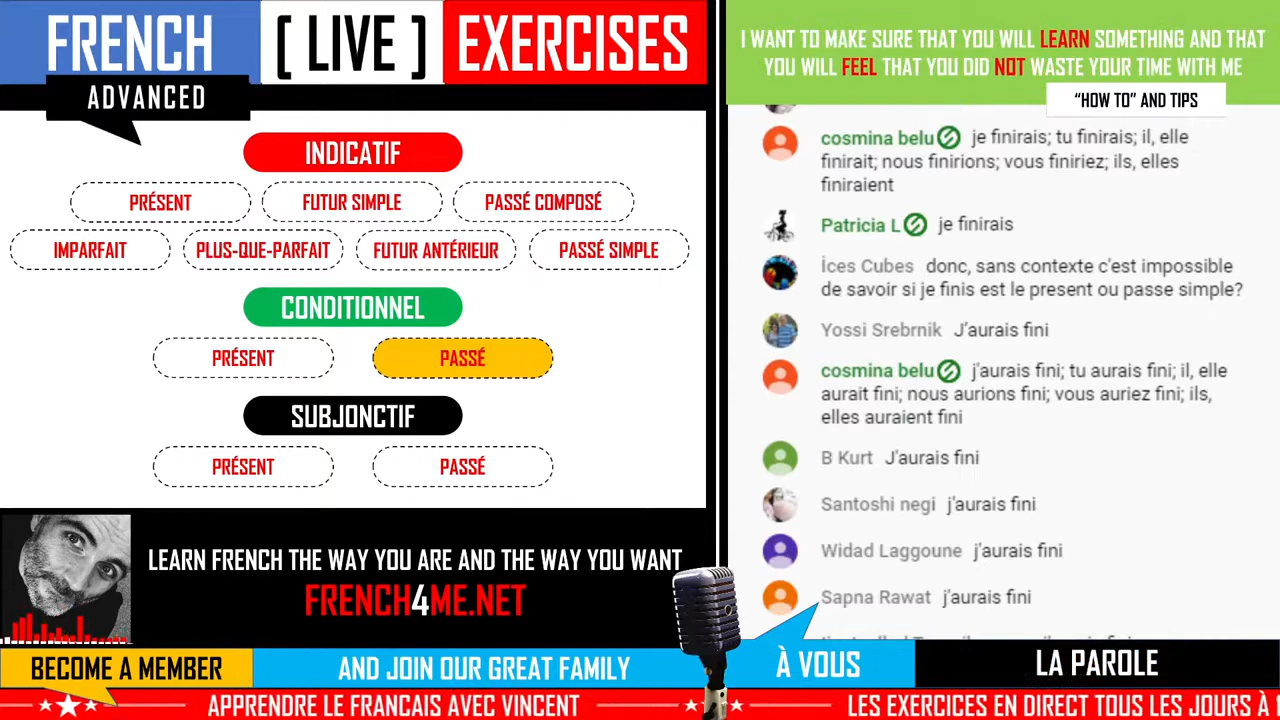 FRENCH [ LIVE ] EXERCISES
ADVANCED
INDICATIF
PRÉSENT FUTUR SIMPLE PASSÉ COMPOSÉ
IMPARFAIT PLUS-QUE-PARFAIT FUTUR ANTÉRIEUR PASSÉ SIMPLE
CONDITIONNEL
PRÉSENT PASSÉ
SUBJONCTIF
PRÉSENT PASSÉ
LEARN FRENCH THE WAY YOU ARE AND THE WAY YOU WANT
FRENCH4ME.NET
I WANT TO MAKE SURE THAT YOU WILL LEARN SOMETHING AND THAT
YOU WILL FEEL THAT YOU DID NOT WASTE YOUR TIME WITH ME
"HOW TO" AND TIPS
cosmina belu je finirais; tu finirais; il, elle
finirait; nous finirions; vous finiriez; ils, elles
finiraient
Patricia L je finirais
İces Cubes donc, sans contexte c'est impossible
de savoir si je finis est le present ou passe simple?
Yossi Srebrnik J'aurais fini
cosmina belu j'aurais fini; tu aurais fini; il, elle
aurait fini; nous aurions fini; vous auriez fini; ils,
elles auraient fini
B Kurt J'aurais fini
Santoshi negi j'aurais fini
Widad Laggoune j'aurais fini
Sapna Rawat j'aurais fini
BECOME A MEMBER AND JOIN OUR GREAT FAMILY À VOUS LA PAROLE
APPRENDRE LE FRANCAIS AVEC VINCENT LES EXERCICES EN DIRECT TOUS LES JOURS À